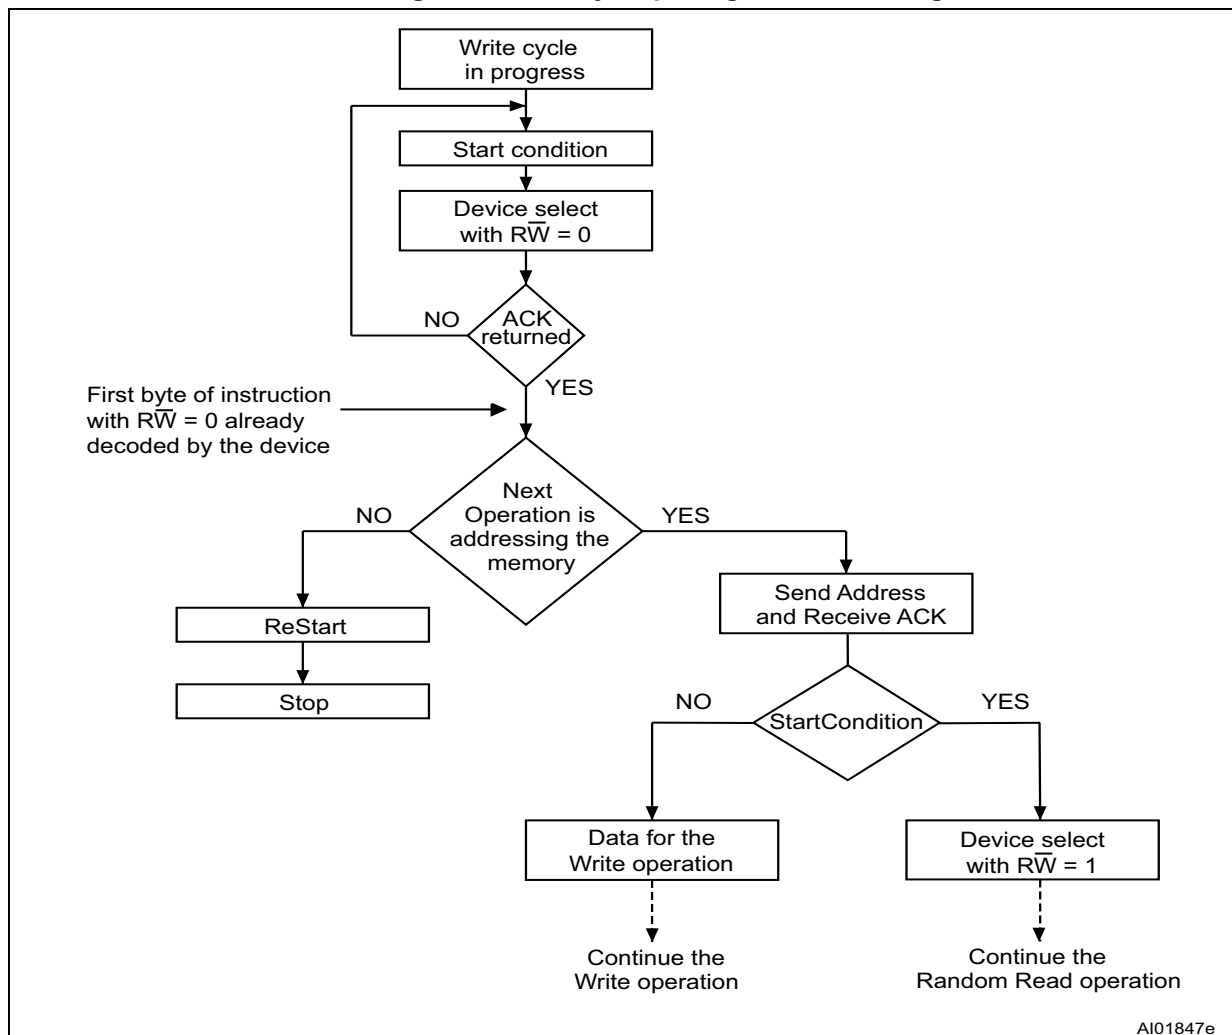 Write cycle
in progress
Start condition
Device select
with RW̅ = 0
ACK
returned
NO
YES
First byte of instruction
with RW̅ = 0 already
decoded by the device
Next
Operation is
addressing the
memory
NO
YES
ReStart
Stop
Send Address
and Receive ACK
StartCondition
NO
YES
Data for the
Write operation
Device select
with RW̅ = 1
Continue the
Write operation
Continue the
Random Read operation
AI01847e